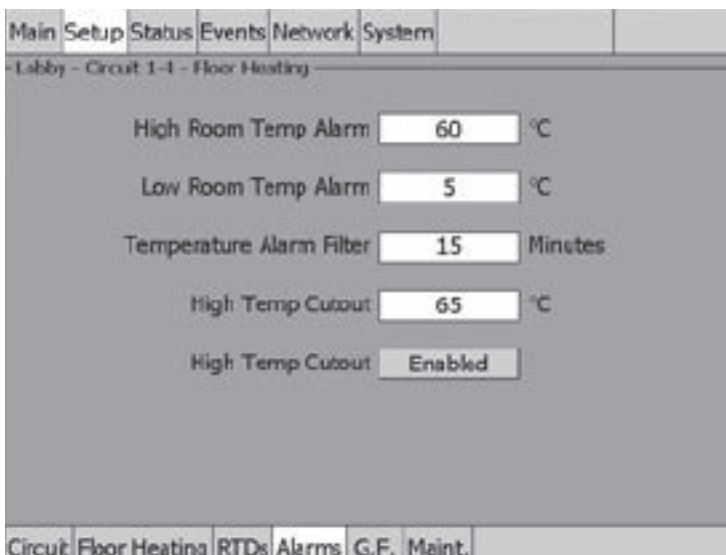 Main Setup Status Events Network System
Lobby - Circuit 1-4 - Floor Heating
High Room Temp Alarm 60 °C
Low Room Temp Alarm 5 °C
Temperature Alarm Filter 15 Minutes
High Temp Cutout 65 °C
High Temp Cutout Enabled
Circuit Floor Heating RTDs Alarms G.F. Maint.